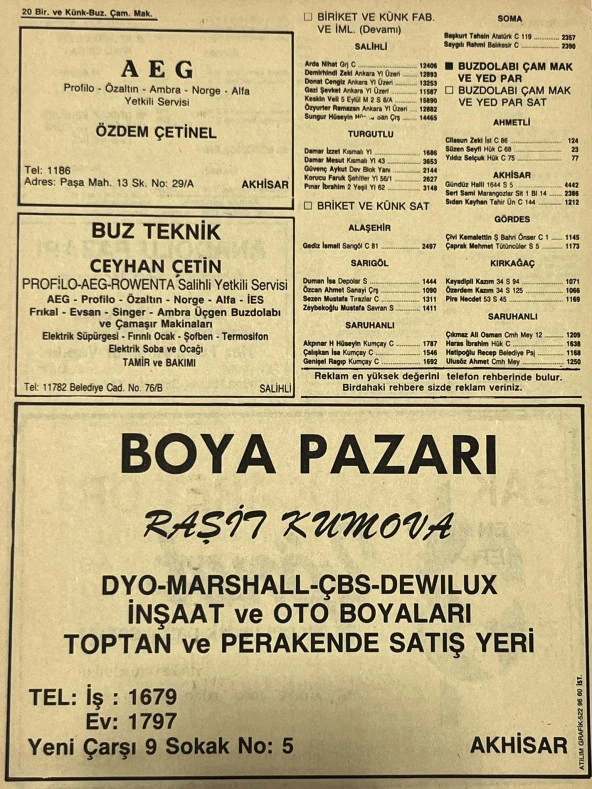 20 Bir. ve Künk-Buz. Çam. Mak.
AEG
Profilo - Özaltın - Ambra - Norge - Alfa
Yetkili Servisi
ÖZDEM ÇETİNEL
Tel: 1186
Adres: Paşa Mah. 13 Sk. No: 29/A AKHİSAR
BUZ TEKNİK
CEYHAN ÇETİN
PROFİLO-AEG-ROWENTA Salihli Yetkili Servisi
AEG - Profilo - Özaltın - Norge - Alfa - İES
Frıkal - Evsan - Singer - Ambra Üçgen Buzdolabı
ve Çamaşır Makinaları
Elektrik Süpürgesi - Fırınlı Ocak - Şofben - Termosifon
Elektrik Soba ve Ocağı
TAMİR ve BAKIMI
Tel: 11782 Belediye Cad. No. 76/B SALİHLİ
BİRİKET VE KÜNK FAB.
VE İML. (Devamı)
SALİHLİ
Arda Nihat Grj C 12406
Demirhindi Zeki Ankara Yl Üzeri 12893
Donat Cengiz Ankara Yl Üzeri 13253
Gazi Şevket Ankara Yl Üzeri 11587
Keskin Veli 5 Eylül M 2 S 6/A 15690
Özyurter Ramazan Ankara Yl Üzeri 12882
Sungur Hüseyin San Çrş 14465
TURGUTLU
Damar İzzet Kısmalı Yl 1686
Damar Mesut Kısmalı Yl 43 3653
Güvenç Aykut Dev Blok Yanı 2144
Korucu Faruk Şehitler Yl 56/1 2627
Pınar İbrahim 2 Yeşil Yl 62 3148
BRİKET VE KÜNK SAT
ALAŞEHİR
Gediz İsmail Sarıgöl C 81 2497
SARIGÖL
Duman İsa Depolar S 1444
Özcan Ahmet Sanayi Çrş 1090
Sezen Mustafa Tırazlar C 1311
Zeybekoğlu Mustafa Savran S 1411
SARUHANLI
Akpınar H Hüseyin Kumçay C 1787
Çalışkan İsa Kumçay C 1546
Genişel Ragıp Kumçay C 1692
SOMA
Başkurt Tahsin Atatürk C 119 2357
Saygılı Rahmi Balıkesir C 2390
BUZDOLABI ÇAM MAK
VE YED PAR
BUZDOLABI ÇAM MAK
VE YED PAR SAT
AHMETLİ
Cilasun Zeki İst C 86 124
Süzen Seyfi Hük C 68 23
Yıldız Selçuk Hük C 75 77
AKHİSAR
Gündüz Halil 1644 S 5 4442
Sert Sami Marangozlar Sit 1 Bl 14 2386
Sıdan Kayhan Tahir Ün C 144 1212
GÖRDES
Çivi Kemalettin Ş Bahri Önser C 1 1145
Çaprak Mehmet Tütüncüler S 5 1173
KIRKAĞAÇ
Kayadipli Kazım 34 S 94 1071
Özerdem Kazım 34 S 125 1066
Pire Necdet 53 S 45 1169
SARUHANLI
Çıkmaz Ali Osman Cmh Mey 12 1209
Haras İbrahim Hük C 1638
Hatipoğlu Recep Belediye Paj 1168
Ulusöz Ahmet Cmh Mey 1250
Reklam en yüksek değerini telefon rehberinde bulur.
Birdahaki rehbere sizde reklam veriniz.
BOYA PAZARI
RAŞİT KUMOVA
DYO-MARSHALL-ÇBS-DEWILUX
İNŞAAT ve OTO BOYALARI
TOPTAN ve PERAKENDE SATIŞ YERİ
TEL: İş : 1679
Ev: 1797
Yeni Çarşı 9 Sokak No: 5 AKHİSAR
ATILIM GRAFİK-522 96 60 İST.